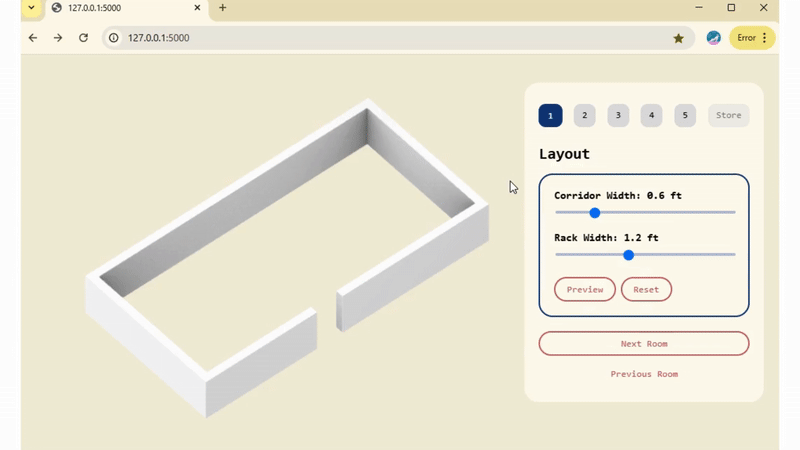 127.0.0.1:5000
127.0.0.1:5000
Error
1 2 3 4 5 Store
Layout
Corridor Width: 0.6 ft
Rack Width: 1.2 ft
Preview Reset
Next Room
Previous Room